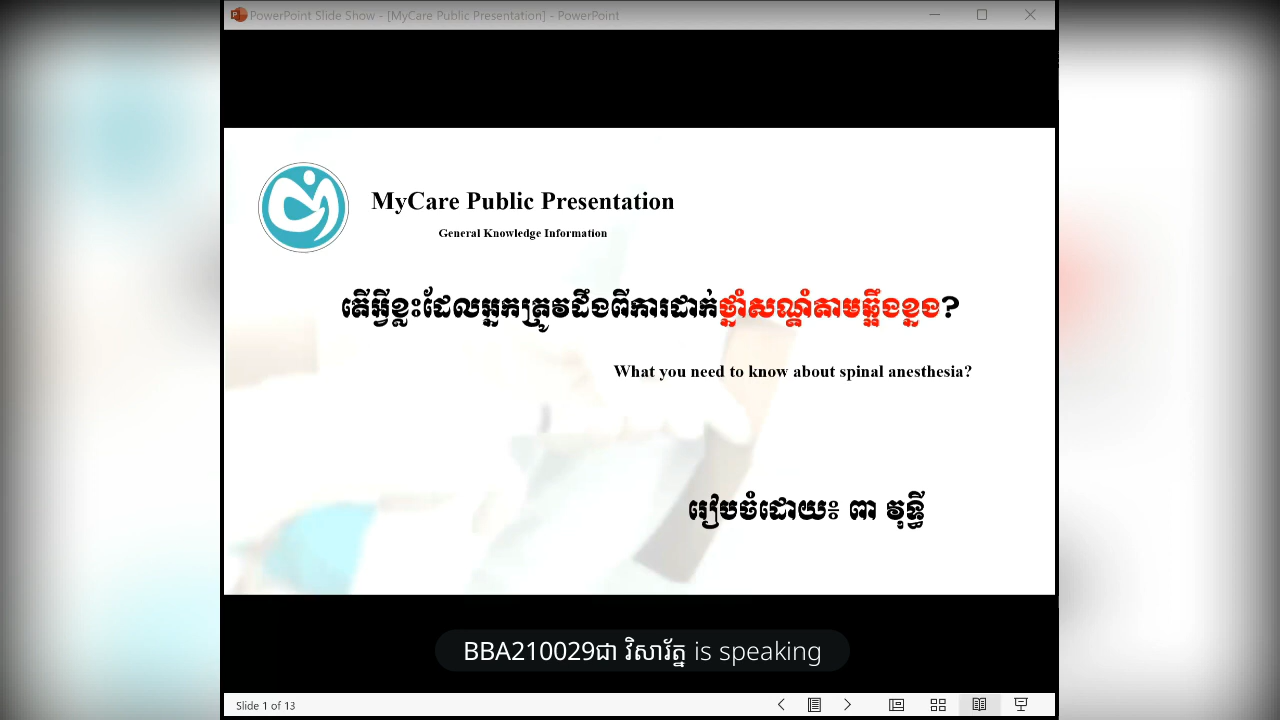 PowerPoint Slide Show - [MyCare Public Presentation] - PowerPoint
MyCare Public Presentation
General Knowledge Information
តើអ្វីខ្លះដែលអ្នកត្រូវដឹងពីការដាក់ថ្នាំសណ្តំតាមឆ្អឹងខ្នង?
What you need to know about spinal anesthesia?
រៀបចំដោយ៖ ពា វុទ្ធី
BBA210029ជា វិសារ័ត្ន is speaking
Slide 1 of 13